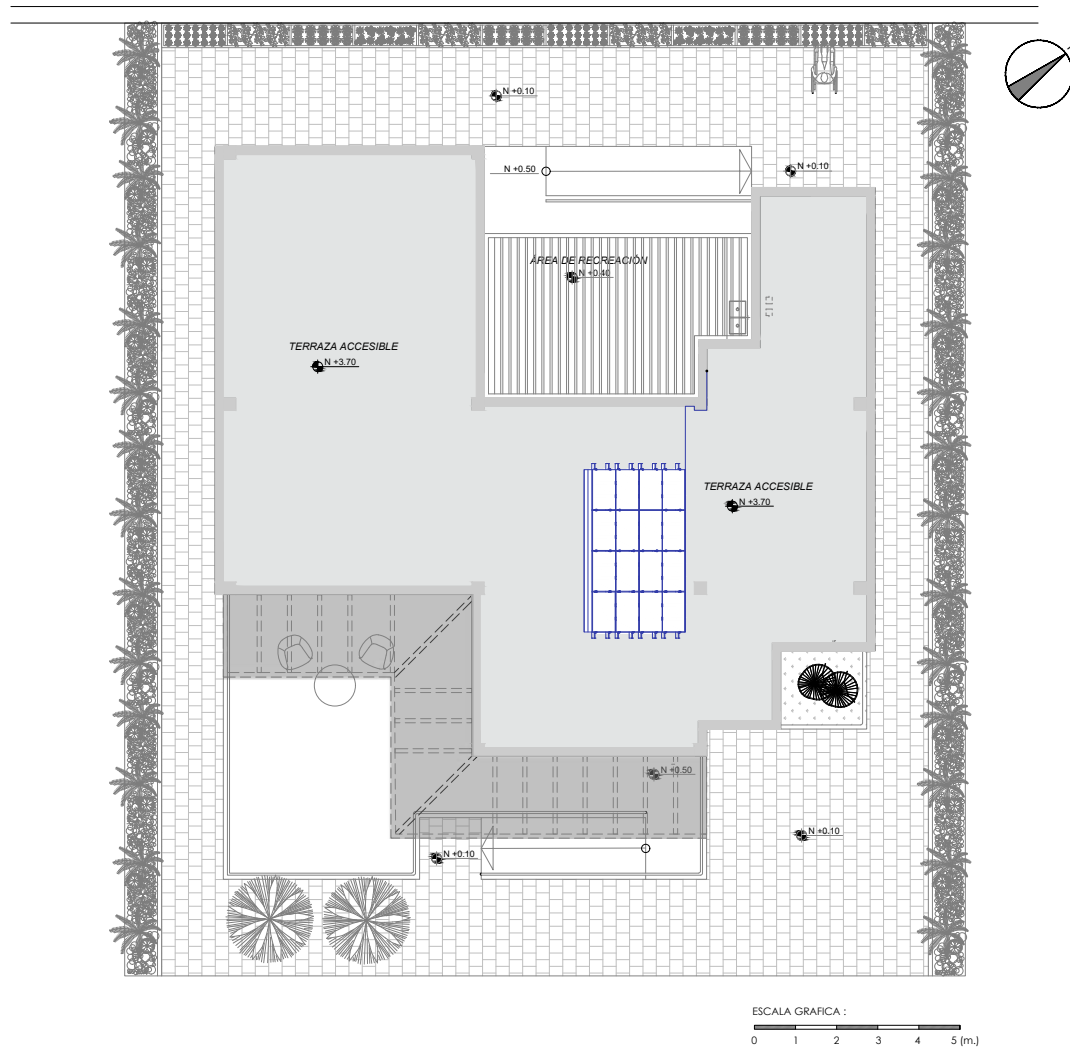 N +0.10
N +0.50
N +0.10
ÁREA DE RECREACIÓN
N +0.40
TERRAZA ACCESIBLE
N +3.70
TERRAZA ACCESIBLE
N +3.70
N +0.50
N +0.10
N +0.10
ESCALA GRAFICA :
0 1 2 3 4 5 (m.)